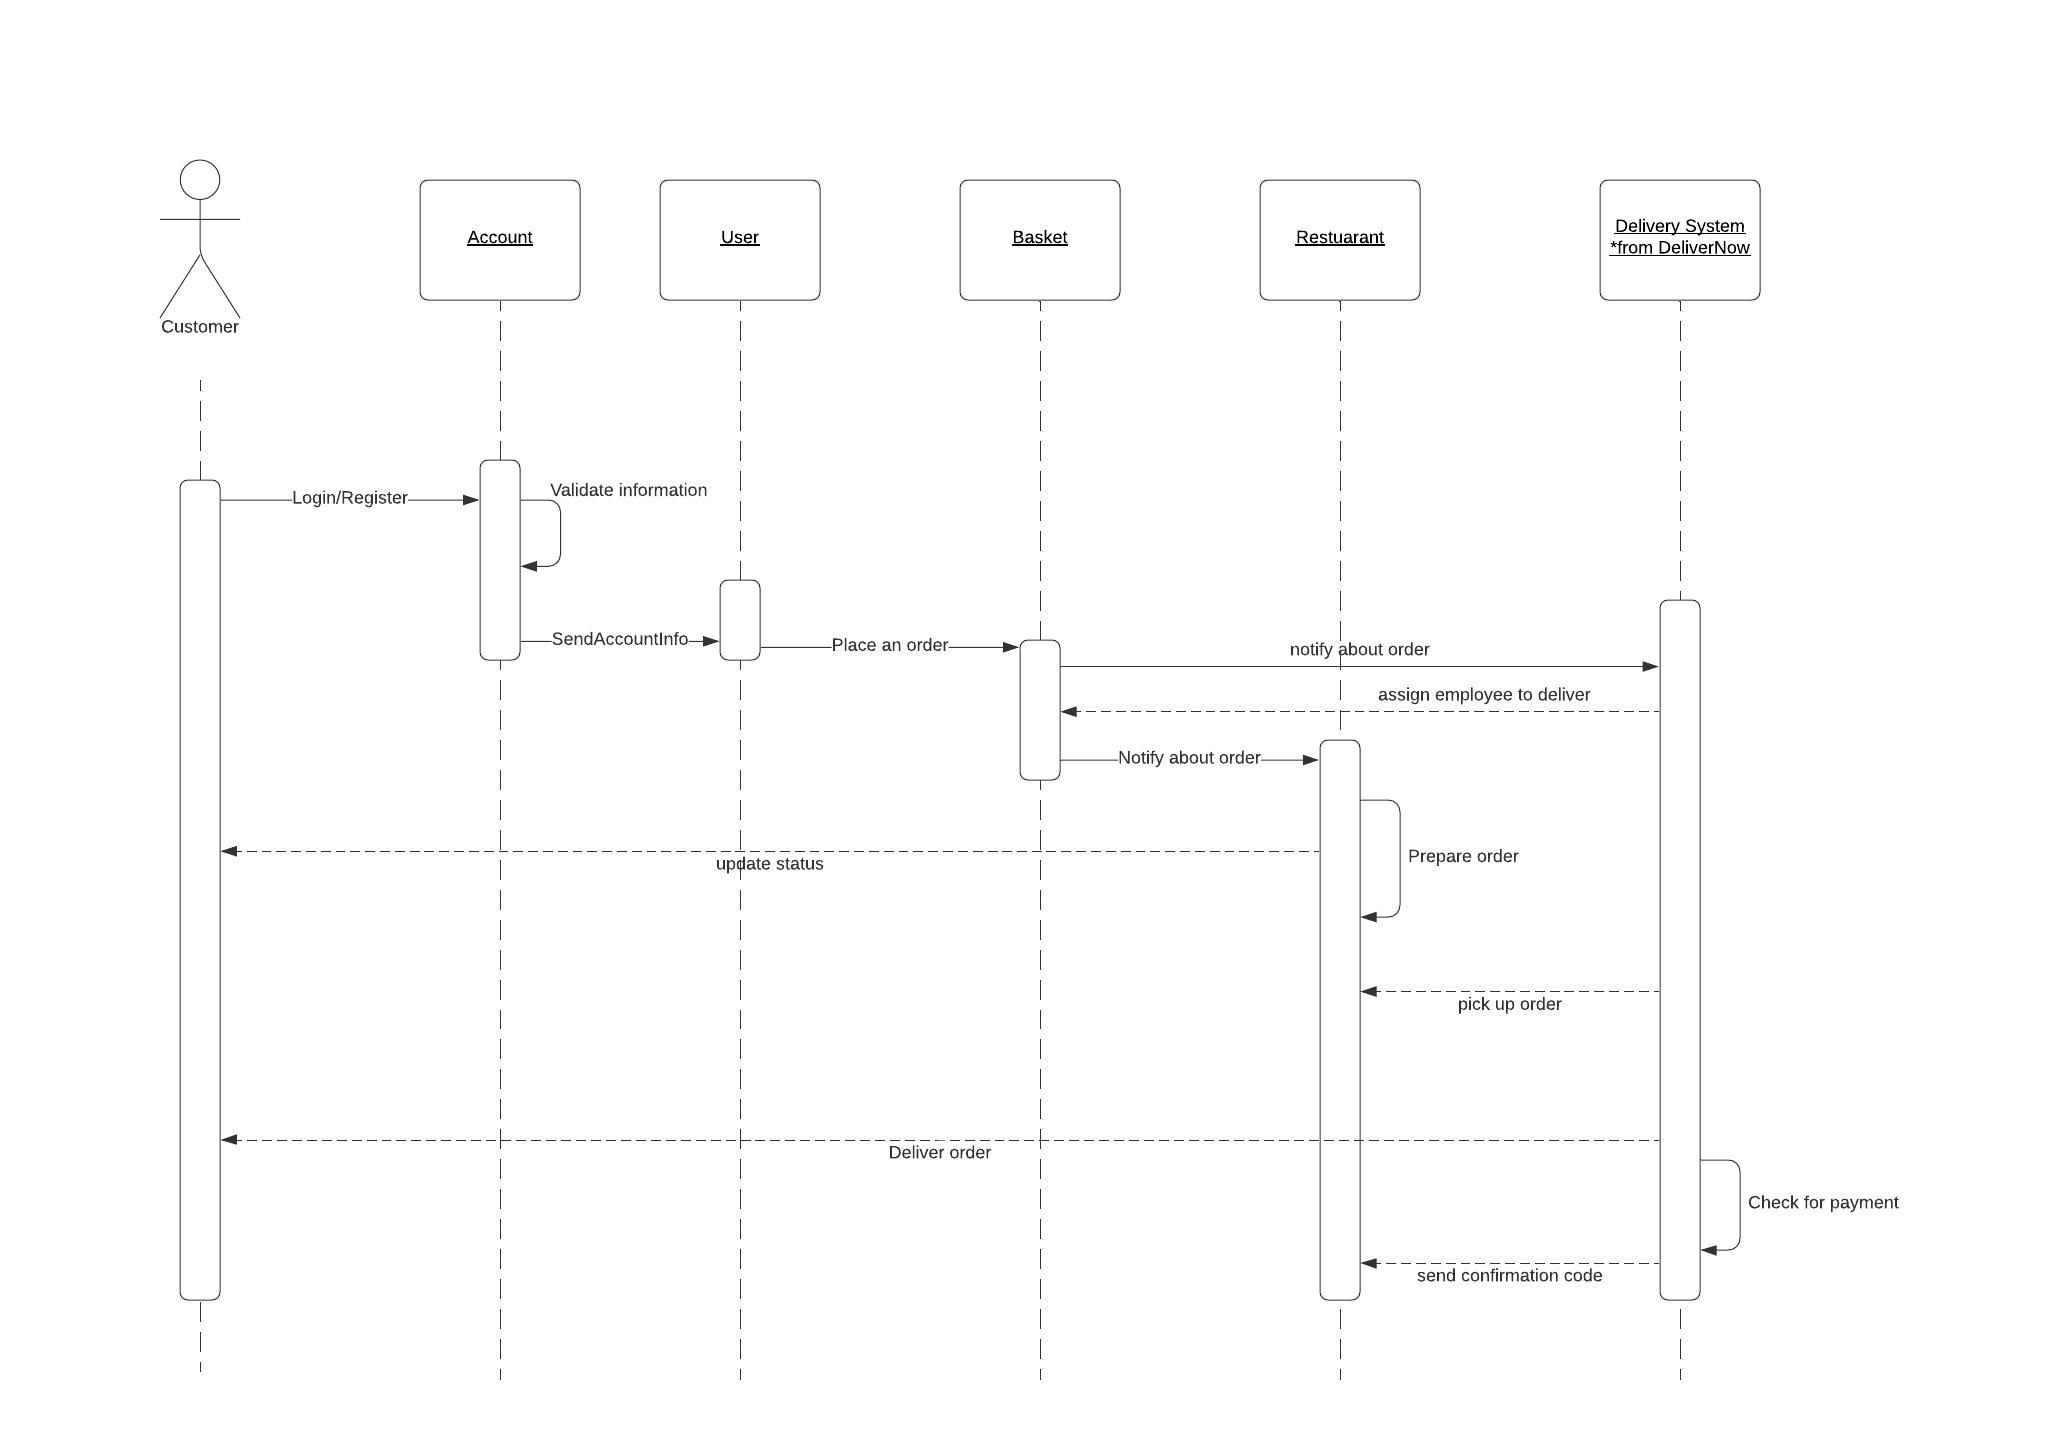 Customer
Account
User
Basket
Restuarant
Delivery System
*from DeliverNow
Login/Register
Validate information
SendAccountInfo
Place an order
notify about order
assign employee to deliver
Notify about order
update status
Prepare order
pick up order
Deliver order
Check for payment
send confirmation code